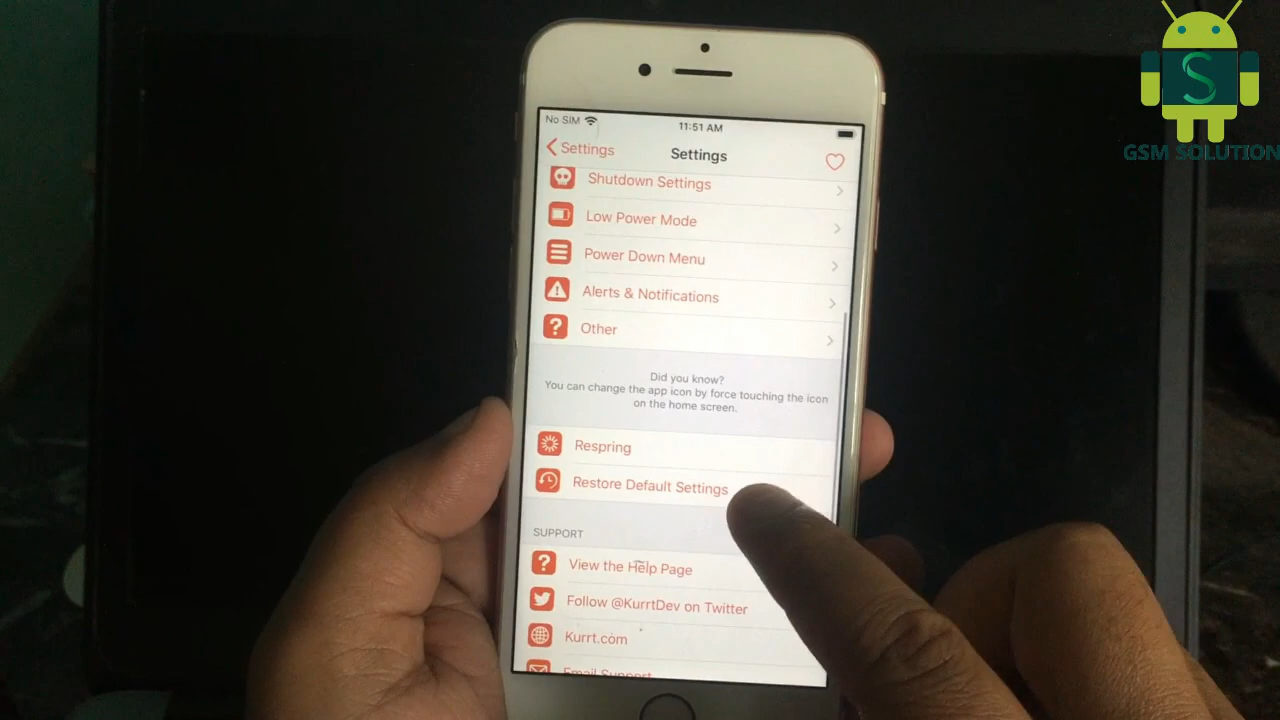 GSM SOLUTION
No SIM
11:51 AM
Settings
Settings
Shutdown Settings
Low Power Mode
Power Down Menu
Alerts & Notifications
Other
Did you know?
You can change the app icon by force touching the icon
on the home screen.
Respring
Restore Default Settings
SUPPORT
View the Help Page
Follow @KurrtDev on Twitter
Kurrt.com
Email Support